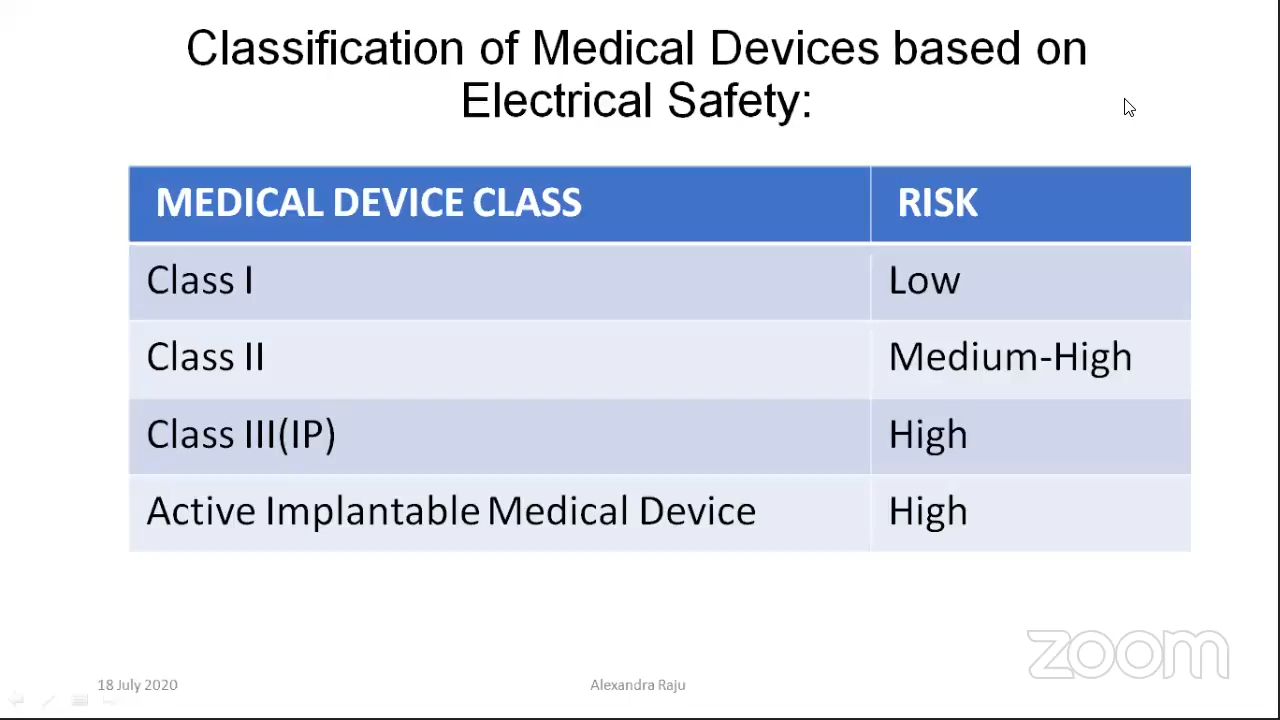 Classification of Medical Devices based on
Electrical Safety:
MEDICAL DEVICE CLASS RISK
Class I Low
Class II Medium-High
Class III(IP) High
Active Implantable Medical Device High
zoom
18 July 2020 Alexandra Raju